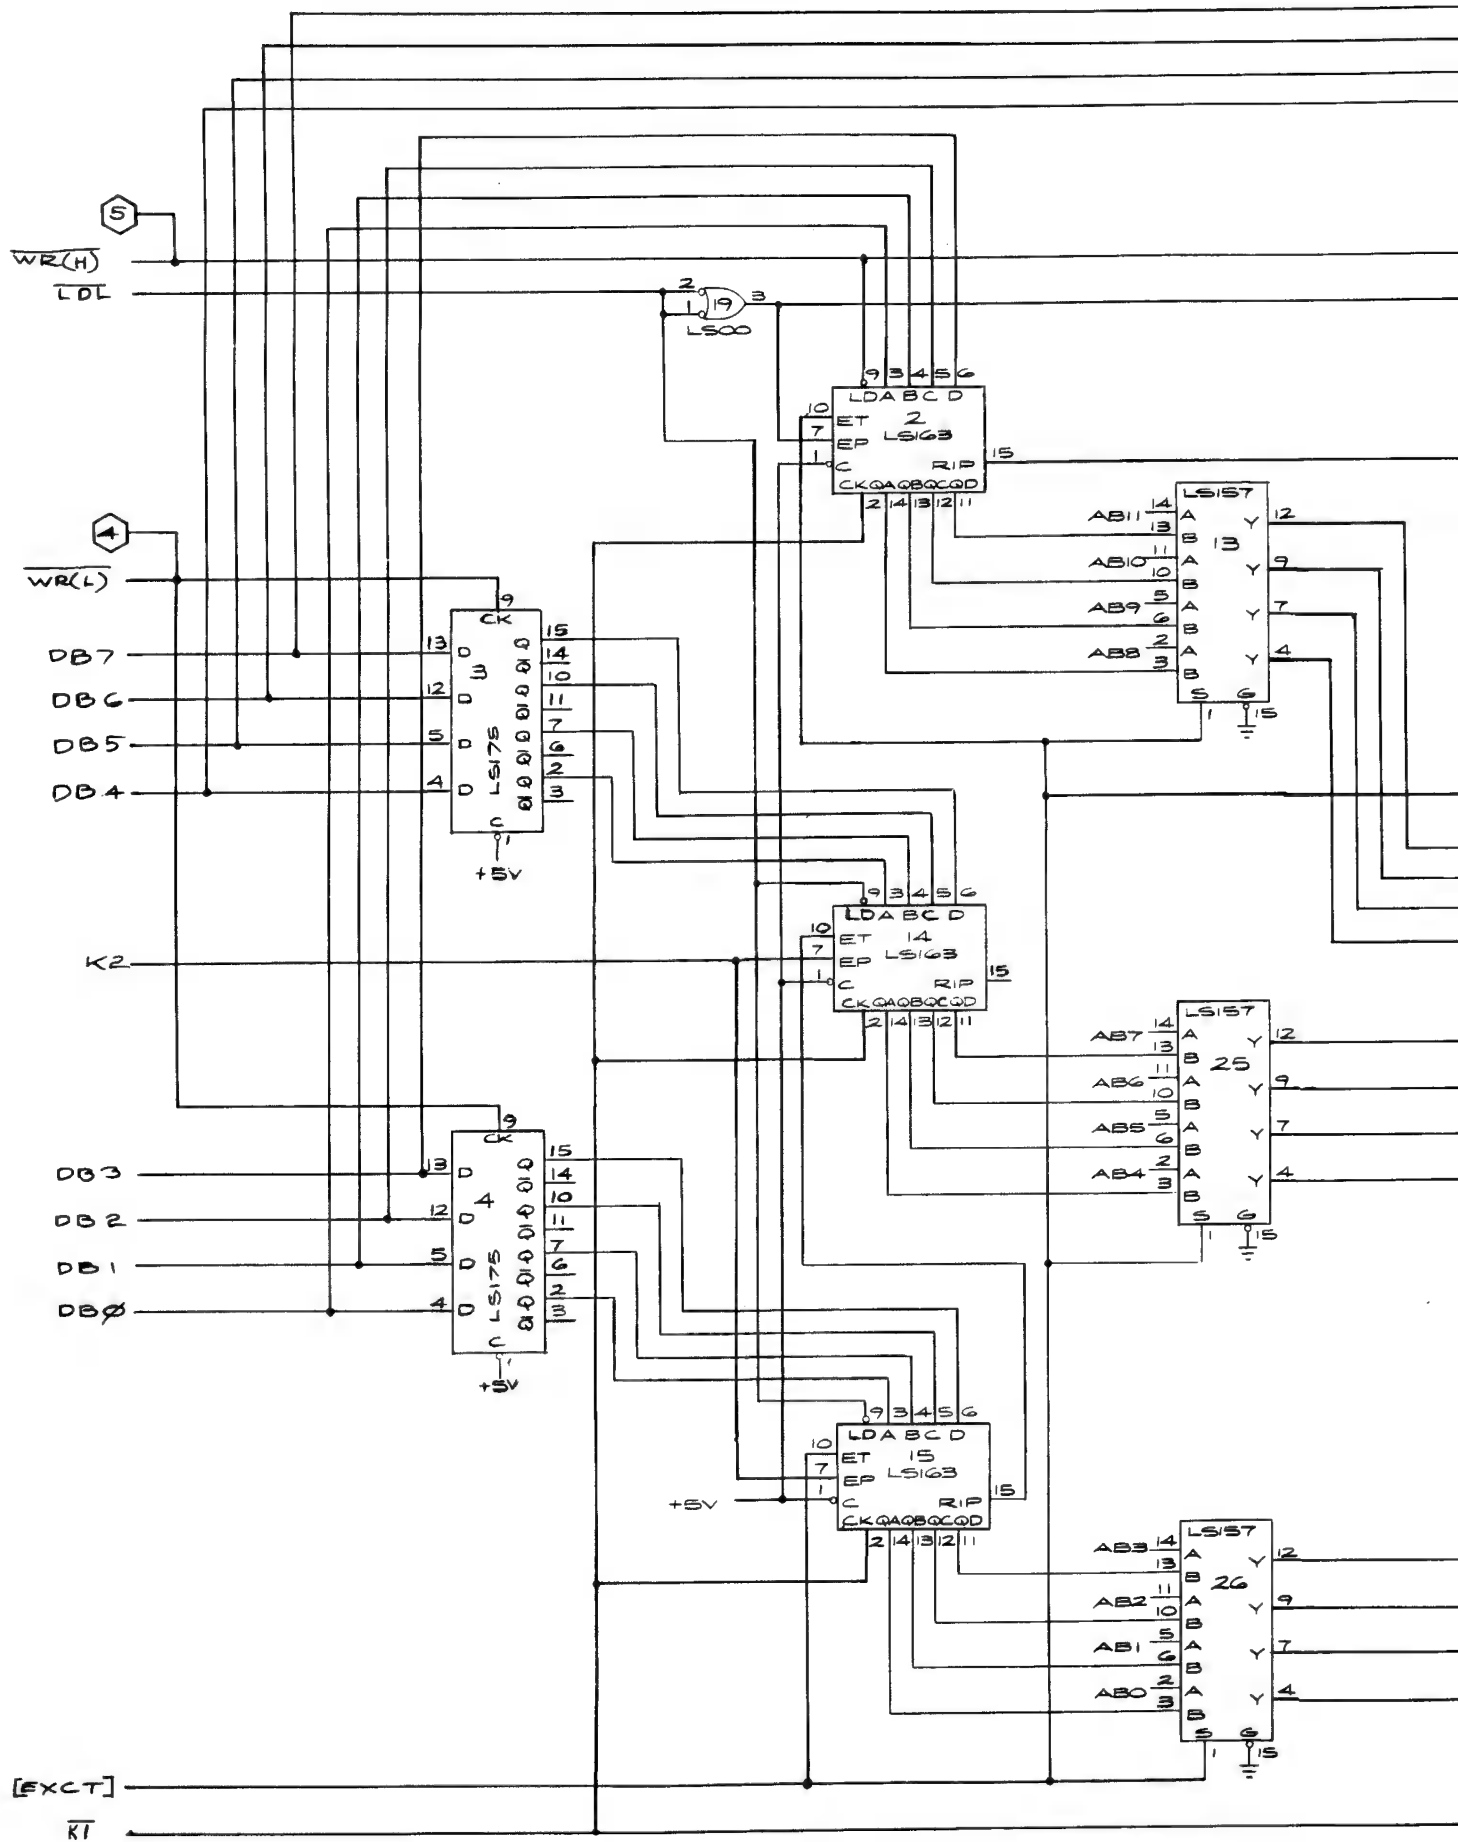 5
W̅R̅(̅H̅)̅
L̅D̅L̅
2 3
19
1
LS00
9 3 4 5 6
LD A B C D
10 ET 2
7 EP LS163
1 C RIP 15
CK QA QB QC QD
2 14 13 12 11
LS157
AB11 14 A Y 12
13 B 13
AB10 11 A Y 9
10 B
AB9 5 A Y 7
6 B
AB8 2 A Y 4
3 B
S G
1 15
4
W̅R̅(̅L̅)̅
9
CK
DB7 13 D Q 15
3 Q̅ 14
DB6 12 D Q 10
Q̅ 11
DB5 5 D Q 7
LS175 Q̅ 6
DB4 4 D Q 2
Q̅ 3
C
1
+5V
9 3 4 5 6
LD A B C D
10 ET 14
K2 7 EP LS163
1 C RIP 15
CK QA QB QC QD
2 14 13 12 11
LS157
AB7 14 A Y 12
13 B 25
AB6 11 A Y 9
10 B
AB5 5 A Y 7
6 B
AB4 2 A Y 4
3 B
S G
1 15
9
CK
DB3 13 D Q 15
4 Q̅ 14
DB2 12 D Q 10
Q̅ 11
DB1 5 D Q 7
LS175 Q̅ 6
DBØ 4 D Q 2
Q̅ 3
C
1
+5V
9 3 4 5 6
LD A B C D
10 ET 15
7 EP LS163
+5V 1 C RIP 15
CK QA QB QC QD
2 14 13 12 11
LS157
AB3 14 A Y 12
13 B 26
AB2 11 A Y 9
10 B
AB1 5 A Y 7
6 B
AB0 2 A Y 4
3 B
S G
1 15
[EXCT]
K̅1̅